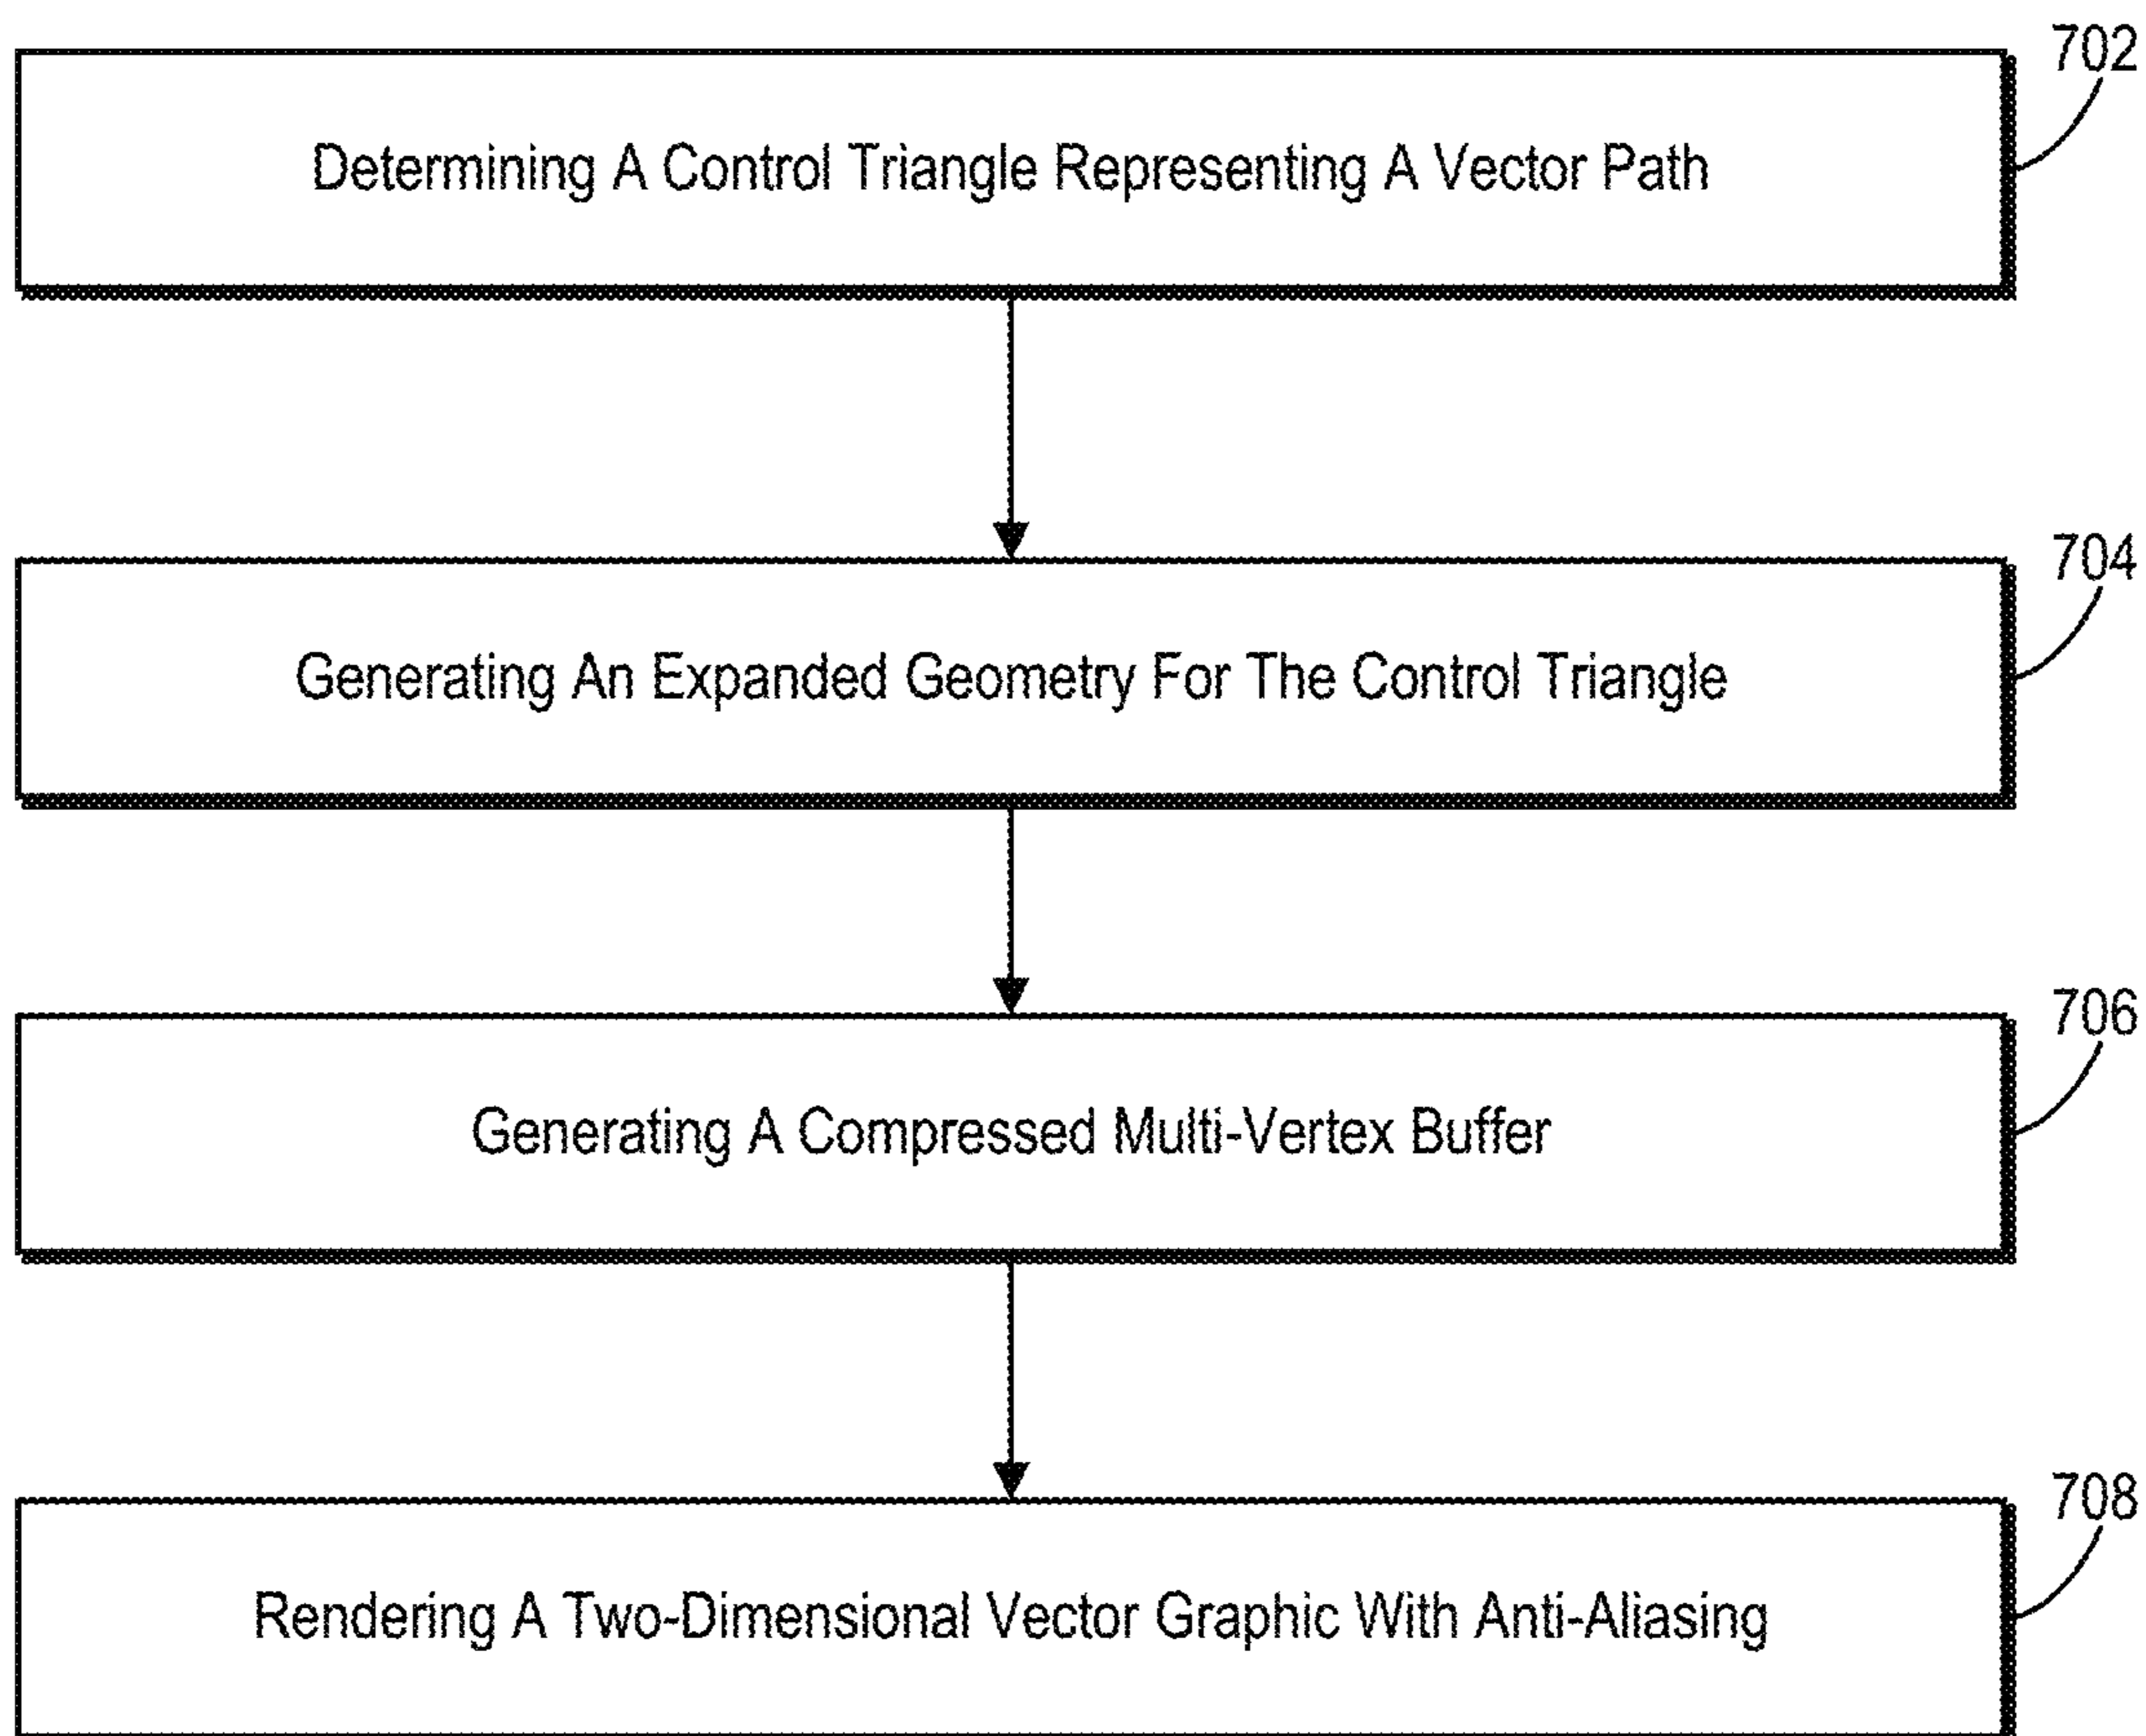 702
Determining A Control Triangle Representing A Vector Path
704
Generating An Expanded Geometry For The Control Triangle
706
Generating A Compressed Multi-Vertex Buffer
708
Rendering A Two-Dimensional Vector Graphic With Anti-Aliasing